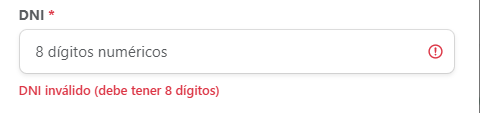 DNI *
8 dígitos numéricos
DNI inválido (debe tener 8 dígitos)